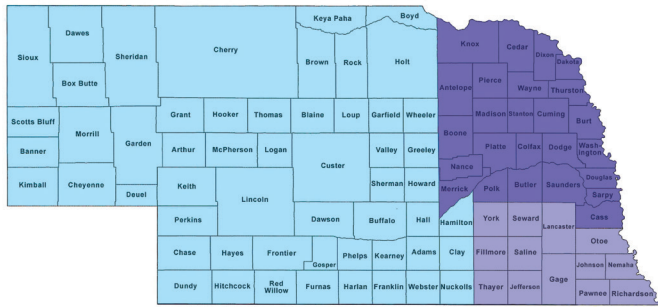 Keya Paha Boyd
Dawes
Sioux Sheridan Cherry Brown Rock Holt Knox Cedar Dixon Dakota
Box Butte Antelope Pierce Wayne Thurston
Scotts Bluff Grant Hooker Thomas Blaine Loup Garfield Wheeler Madison Stanton Cuming Burt
Morrill Garden Boone
Banner Arthur McPherson Logan Custer Valley Greeley Platte Colfax Dodge Wash-
ington
Nance
Kimball Cheyenne Deuel Keith Lincoln Sherman Howard Merrick Polk Butler Saunders Douglas
Sarpy
Perkins Dawson Buffalo Hall Hamilton York Seward Lancaster Cass
Otoe
Chase Hayes Frontier Gosper Phelps Kearney Adams Clay Fillmore Saline Johnson Nemaha
Gage
Dundy Hitchcock Red
Willow Furnas Harlan Franklin Webster Nuckolls Thayer Jefferson Pawnee Richardson